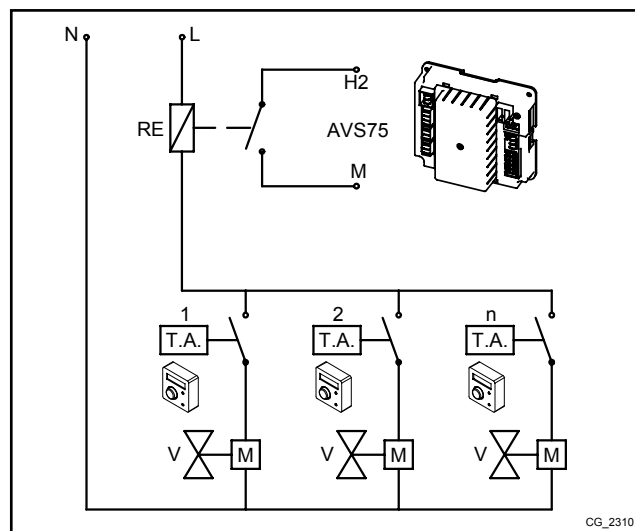 N L
H2
RE AVS75
M
1 2 n
T.A. T.A. T.A.
V M V M V M
CG_2310